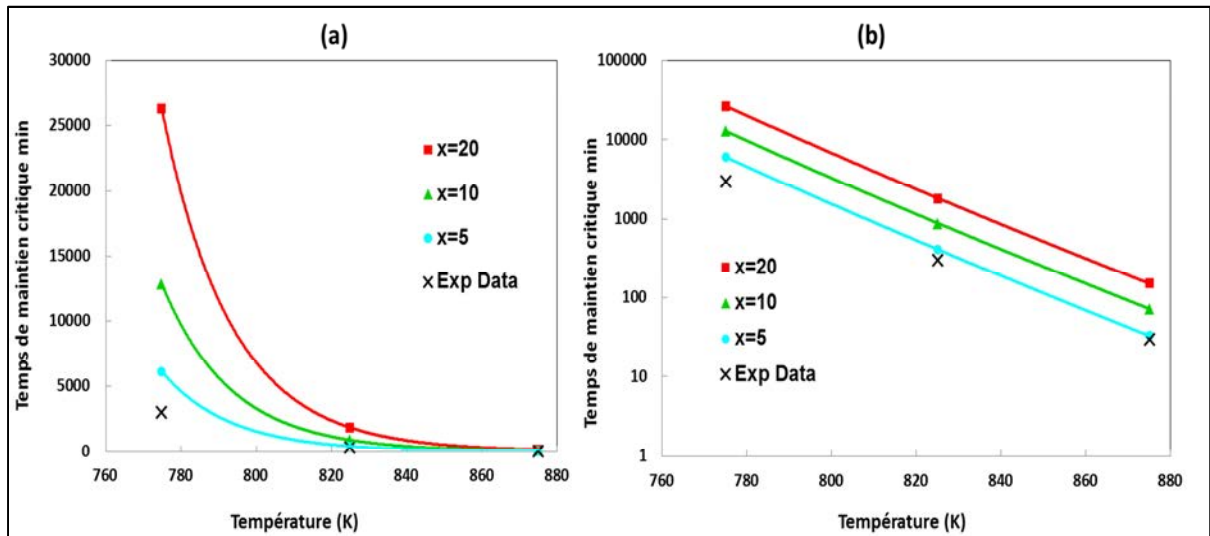 (a)
30000
25000
20000
15000
10000
5000
0
760
780
800
820
840
860
880
Temps de maintien critique min
Température (K)
x=20
x=10
x=5
Exp Data
(b)
100000
10000
1000
100
10
1
760
780
800
820
840
860
880
Temps de maintien critique min
Température (K)
x=20
x=10
x=5
Exp Data